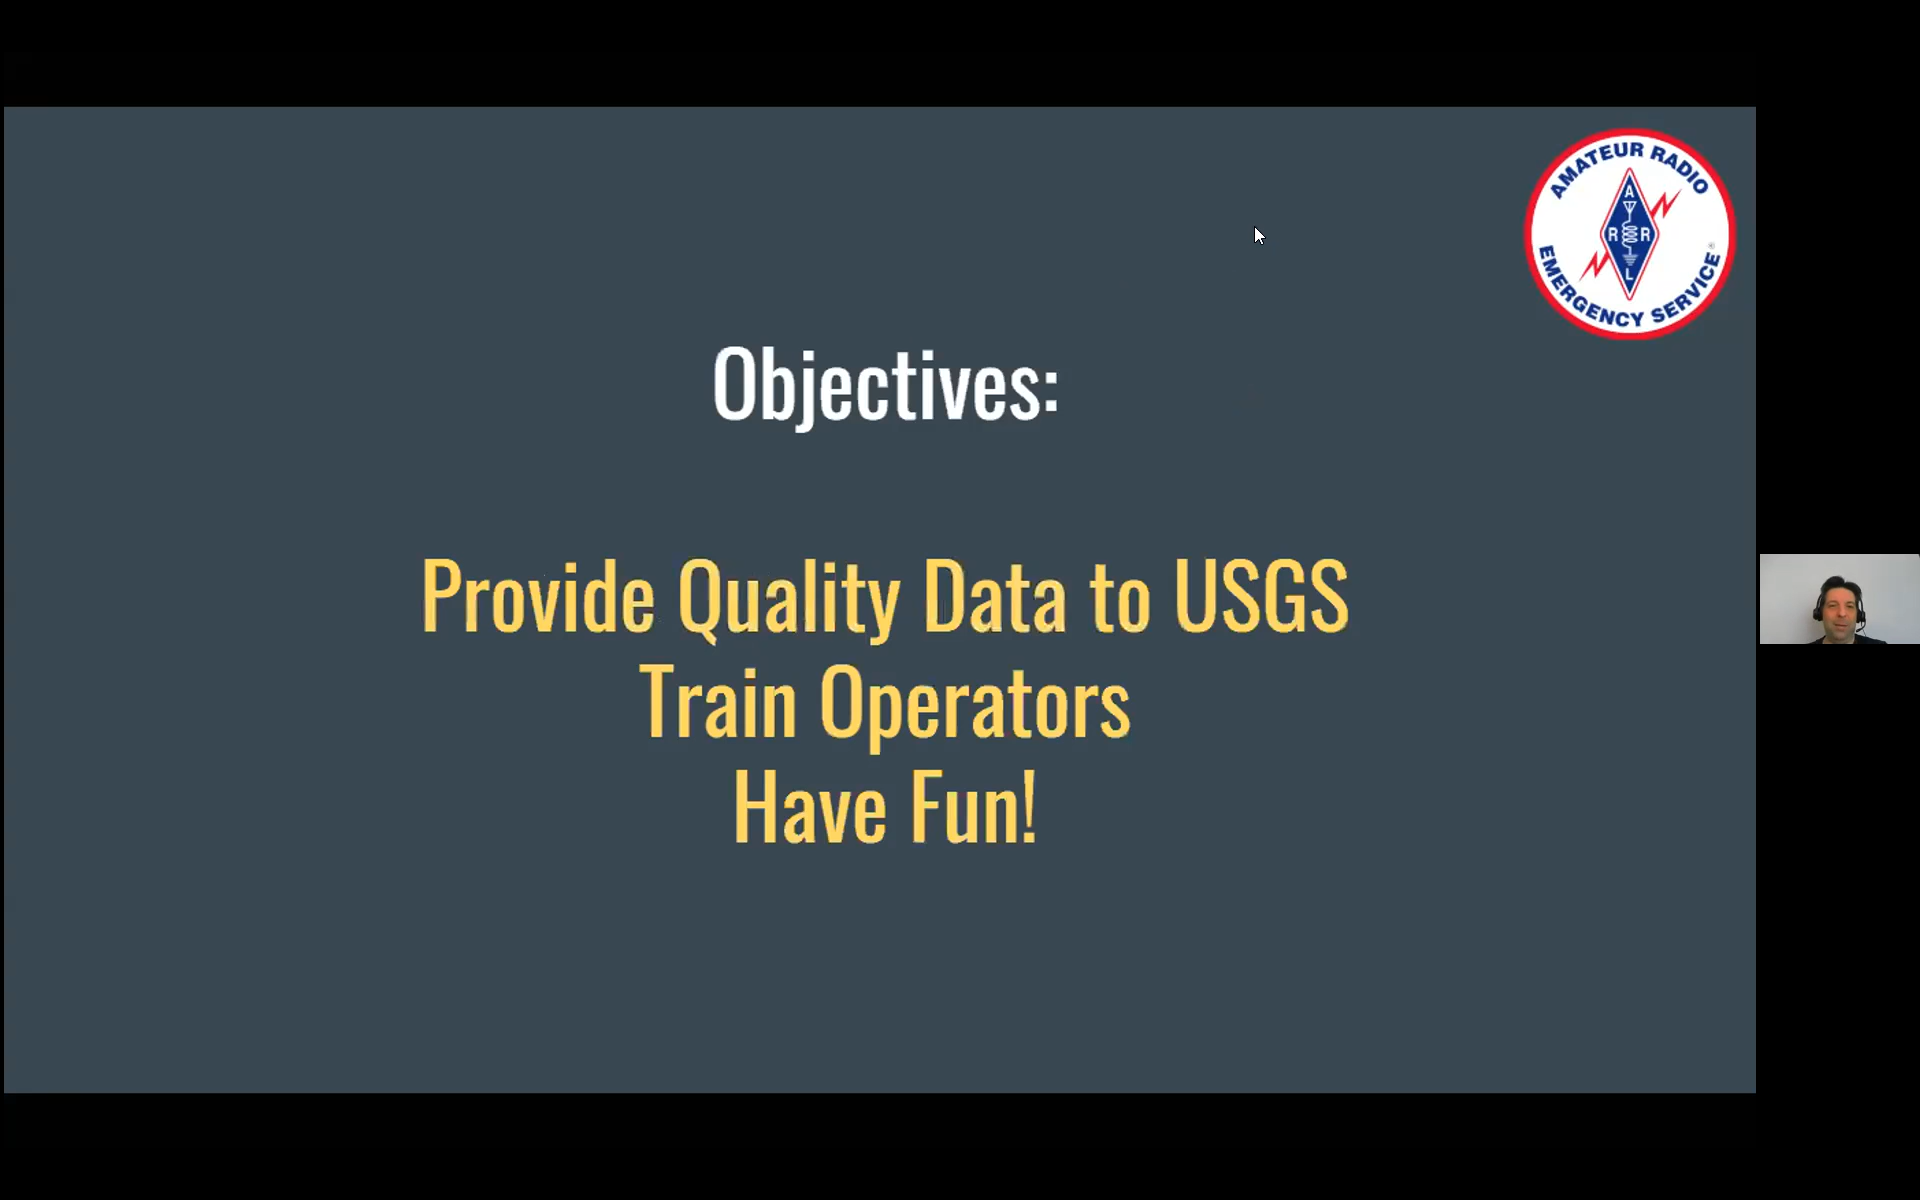 AMATEUR RADIO
A
R R
L
EMERGENCY SERVICE®
Objectives:
Provide Quality Data to USGS
Train Operators
Have Fun!